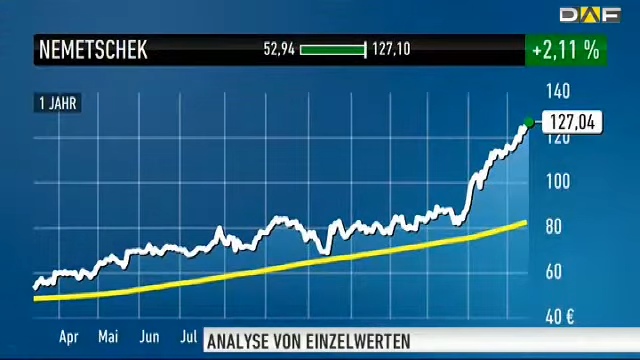 DAF
NEMETSCHEK 52,94 127,10 +2,11 %
1 JAHR
140
127,04
120
100
80
60
40 €
Apr Mai Jun Jul
ANALYSE VON EINZELWERTEN